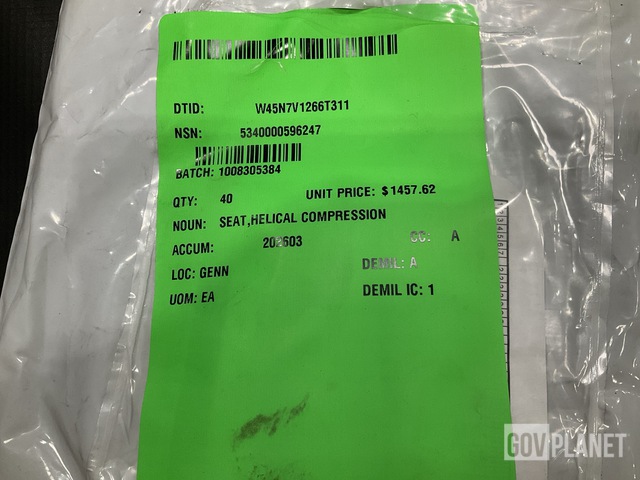 DTID: W45N7V1266T311
NSN: 5340000596247
BATCH: 1008305384
QTY: 40 UNIT PRICE: $1457.62
NOUN: SEAT,HELICAL COMPRESSION
ACCUM: 202603 CC: A
LOC: GENN DEMIL: A
UOM: EA DEMIL IC: 1
GOVPLANET